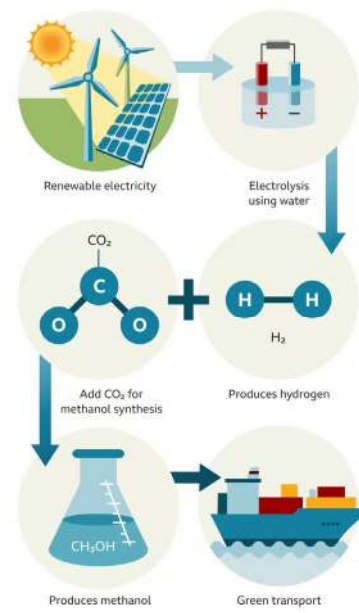 + −
Renewable electricity
Electrolysis
using water
CO₂
C
O O
+
H H
H₂
Add CO₂ for
methanol synthesis
Produces hydrogen
CH₃OH
Produces methanol
Green transport